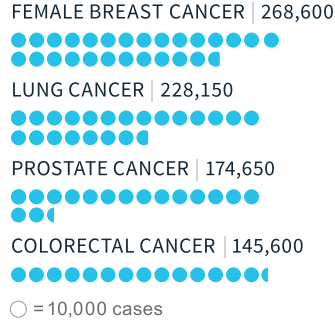 FEMALE BREAST CANCER | 268,600
LUNG CANCER | 228,150
PROSTATE CANCER | 174,650
COLORECTAL CANCER | 145,600
= 10,000 cases